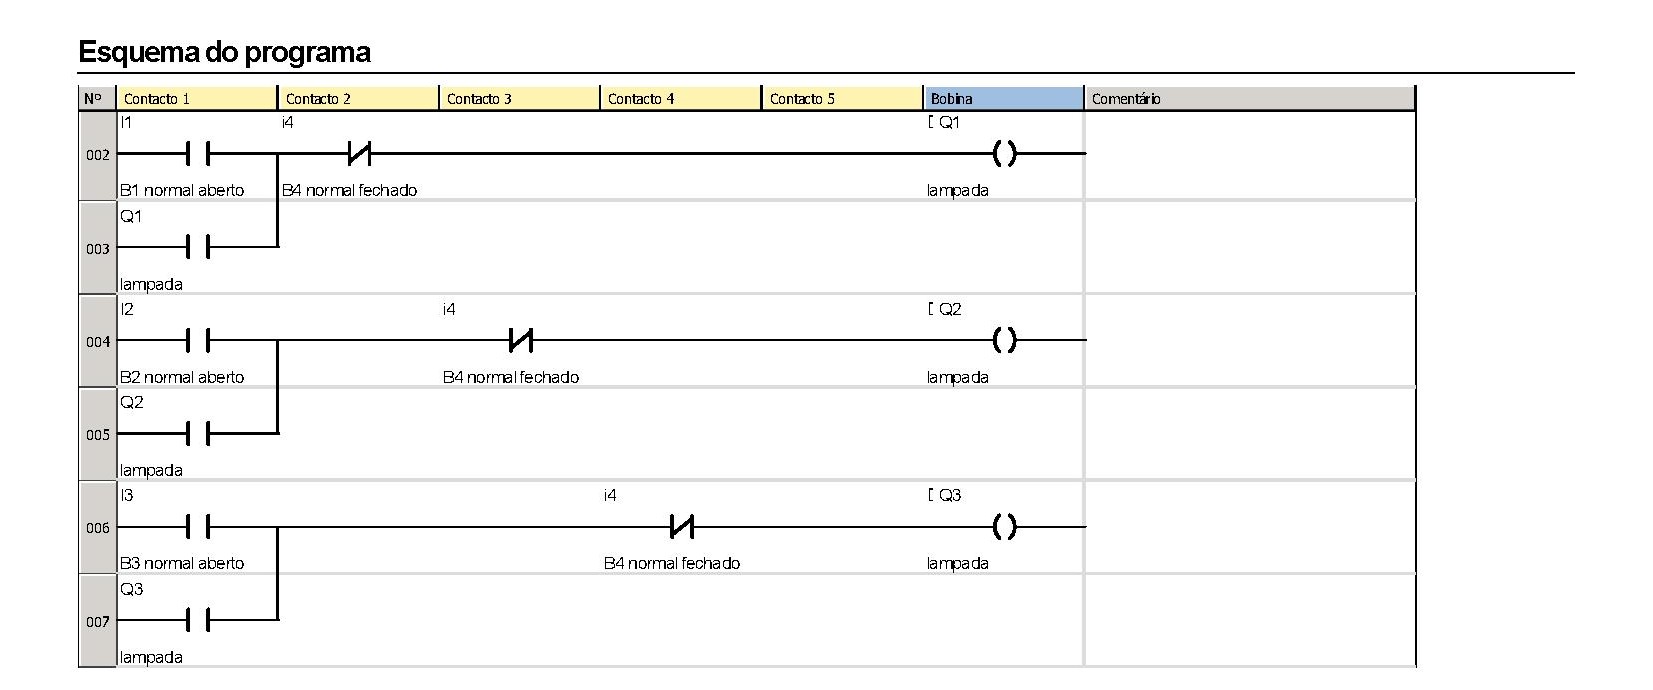 Esquema do programa
Nº Contacto 1 Contacto 2 Contacto 3 Contacto 4 Contacto 5 Bobina Comentário
I1 i4 [ Q1
002
B1 normal aberto B4 normal fechado lampada
Q1
003
lampada
I2 i4 [ Q2
004
B2 normal aberto B4 normal fechado lampada
Q2
005
lampada
I3 i4 [ Q3
006
B3 normal aberto B4 normal fechado lampada
Q3
007
lampada